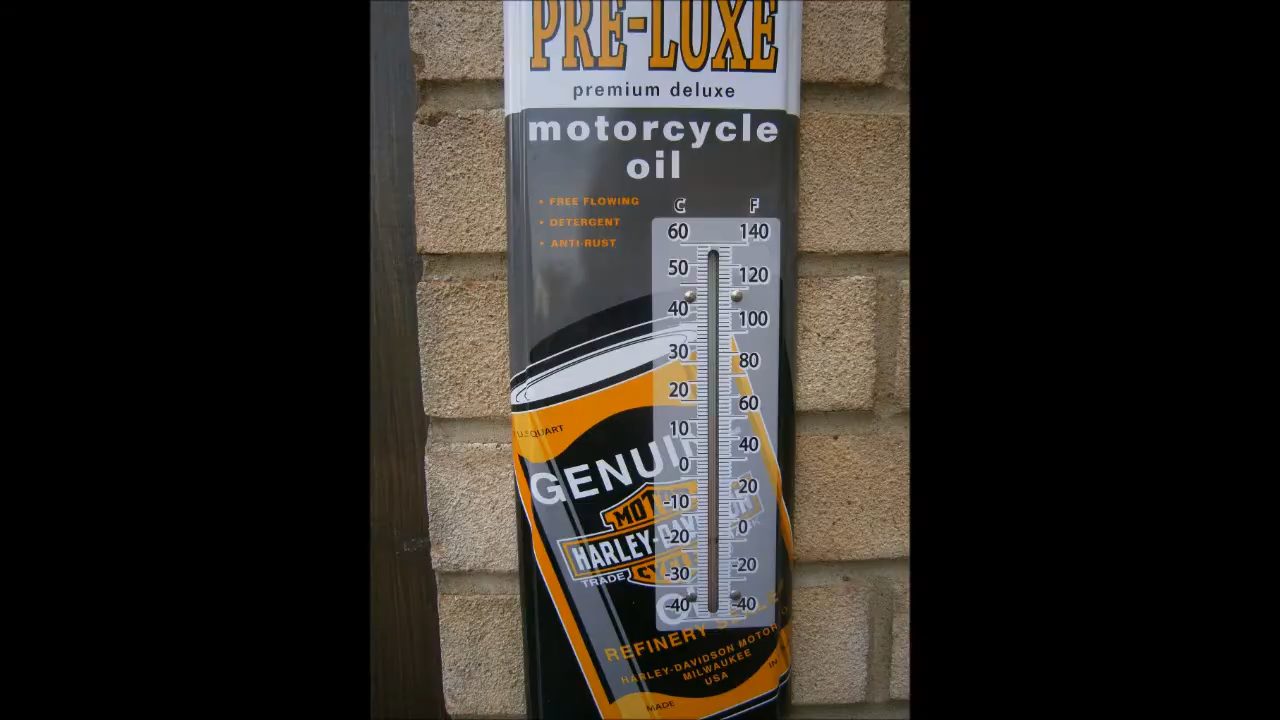 PRE-LUXE
premium deluxe
motorcycle
oil
• FREE FLOWING
• DETERGENT
• ANTI-RUST
C F
60 140
50 120
40 100
30 80
20 60
10 40
0 20
-10 0
-20 -20
-30 -40
-40
U.S. QUART
GENUI
MOTOR
HARLEY-DAVIDSON
CYCLES
TRADE
REFINERY
HARLEY-DAVIDSON MOTOR
MILWAUKEE
USA
MADE
IN